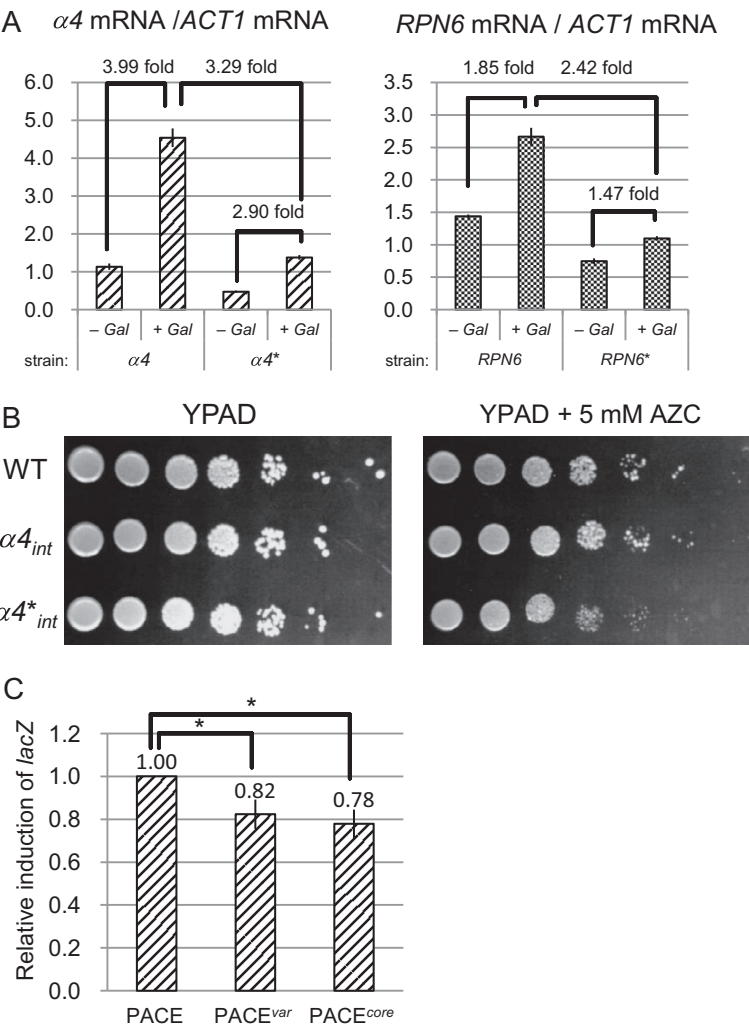 A
α4 mRNA /ACT1 mRNA
3.99 fold
3.29 fold
2.90 fold
6.0
5.0
4.0
3.0
2.0
1.0
0.0
– Gal
+ Gal
– Gal
+ Gal
strain:
α4
α4*
RPN6 mRNA / ACT1 mRNA
1.85 fold
2.42 fold
1.47 fold
3.5
3.0
2.5
2.0
1.5
1.0
0.5
0.0
– Gal
+ Gal
– Gal
+ Gal
strain:
RPN6
RPN6*
B
YPAD
YPAD + 5 mM AZC
WT
α4int
α4*int
C
Relative induction of lacZ
1.2
1.0
0.8
0.6
0.4
0.2
0.0
*
*
1.00
0.82
0.78
PACE
PACEvar
PACEcore